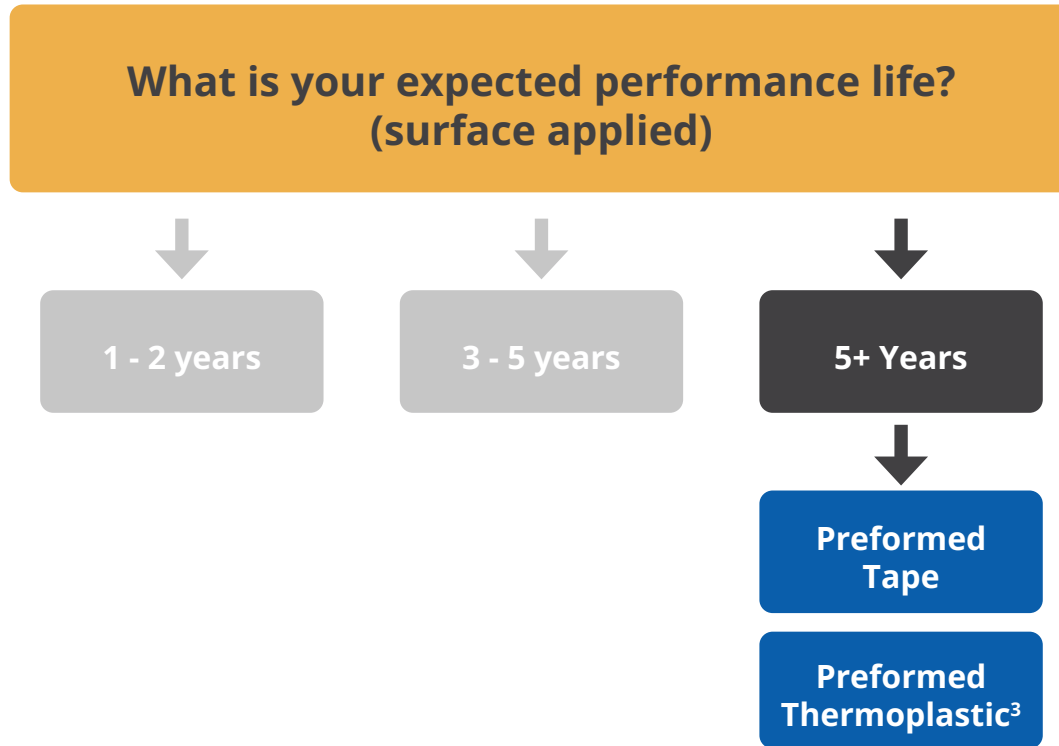 What is your expected performance life?
(surface applied)
1 - 2 years
3 - 5 years
5+ Years
Preformed
Tape
Preformed
Thermoplastic³